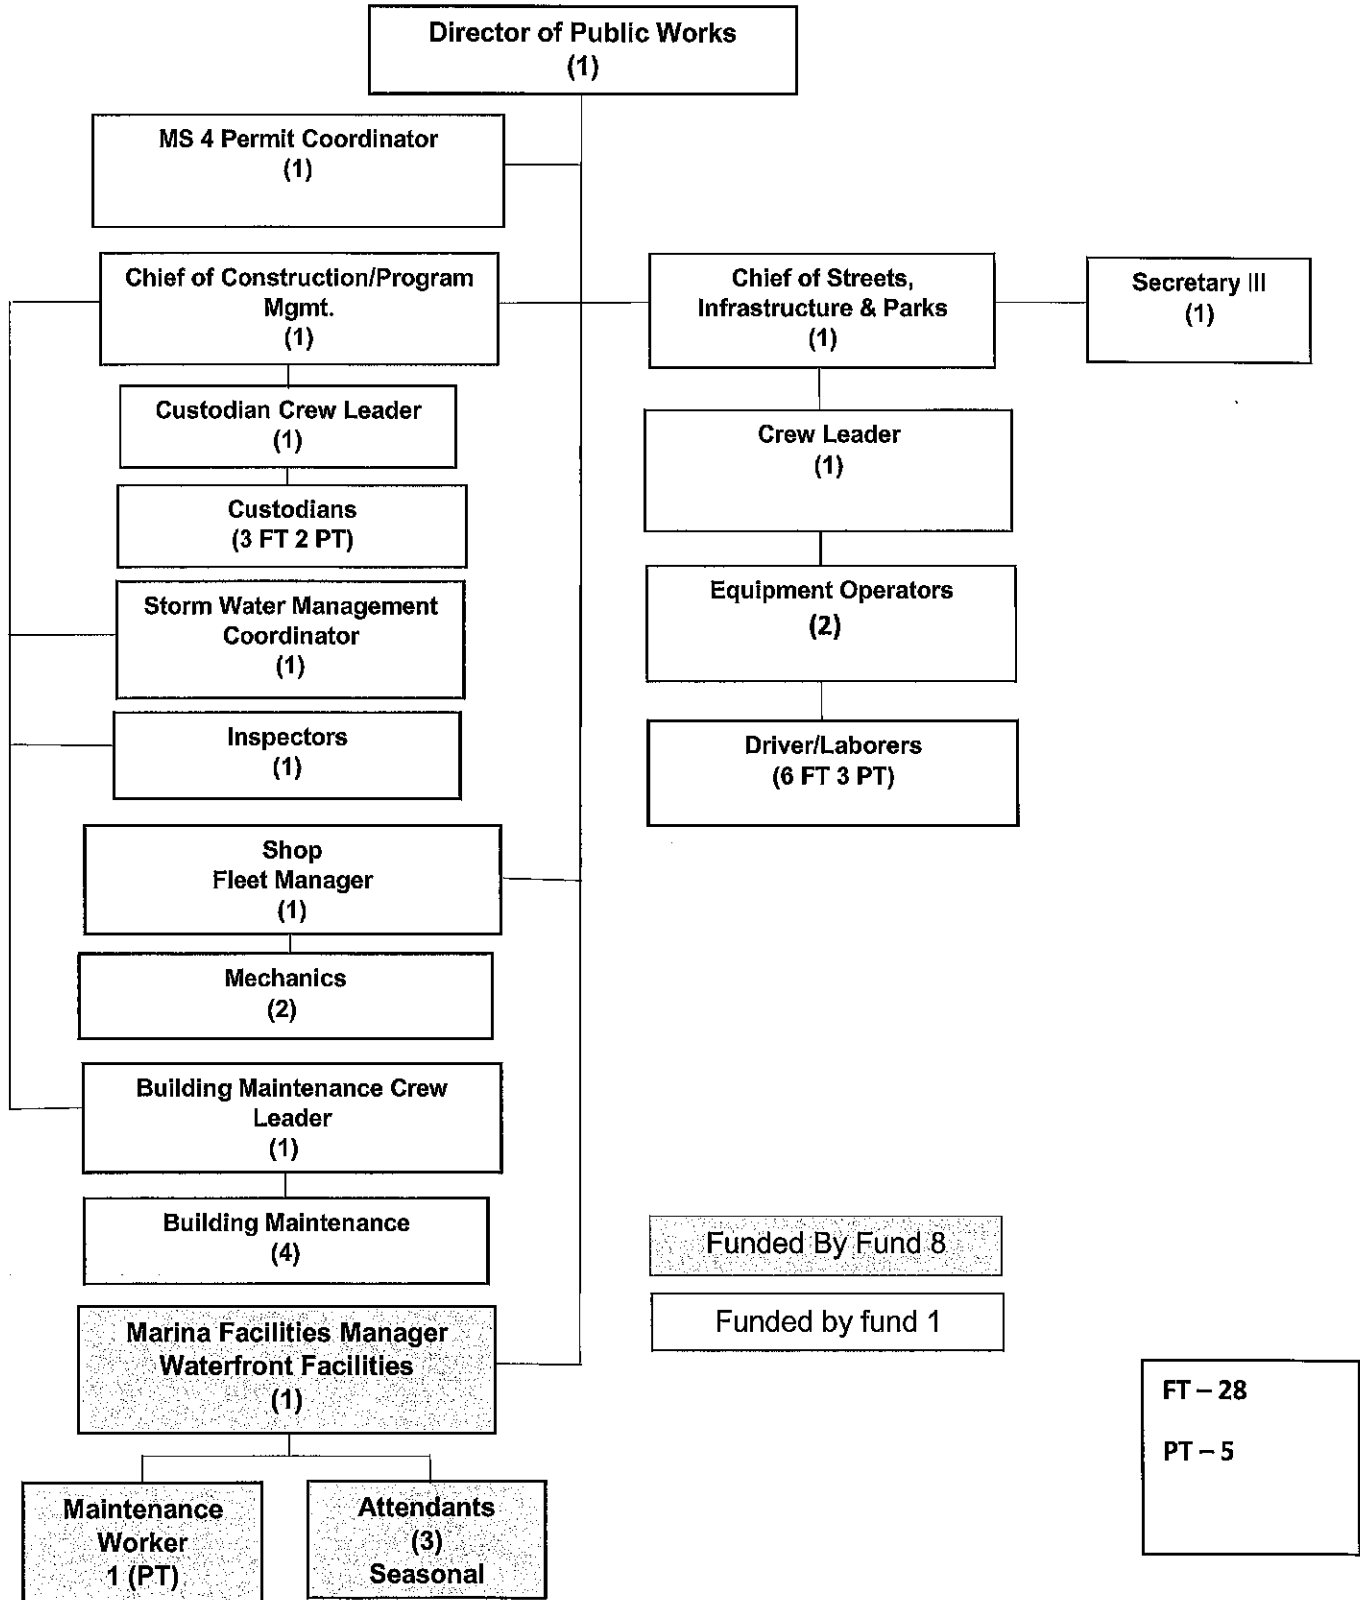 Director of Public Works
(1)
MS 4 Permit Coordinator
(1)
Chief of Construction/Program
Mgmt.
(1)
Chief of Streets,
Infrastructure & Parks
(1)
Secretary III
(1)
Custodian Crew Leader
(1)
Crew Leader
(1)
Custodians
(3 FT 2 PT)
Equipment Operators
(2)
Storm Water Management
Coordinator
(1)
Inspectors
(1)
Driver/Laborers
(6 FT 3 PT)
Shop
Fleet Manager
(1)
Mechanics
(2)
Building Maintenance Crew
Leader
(1)
Building Maintenance
(4)
Funded By Fund 8
Funded by fund 1
Marina Facilities Manager
Waterfront Facilities
(1)
Maintenance
Worker
1 (PT)
Attendants
(3)
Seasonal
FT – 28
PT – 5